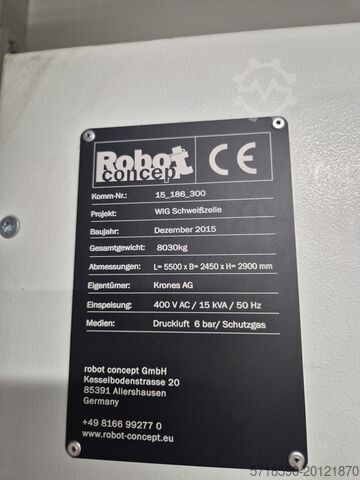 Robot
concept
CE
Komm-Nr.: 15_186_300
Projekt: WIG Schweißzelle
Baujahr: Dezember 2015
Gesamtgewicht: 8030kg
Abmessungen: L= 5500 x B= 2450 x H= 2900 mm
Eigentümer: Krones AG
Einspeisung: 400 V AC / 15 kVA / 50 Hz
Medien: Druckluft 6 bar/ Schutzgas
robot concept GmbH
Kesselbodenstrasse 20
85391 Allershausen
Germany
+49 8166 99277 0
www.robot-concept.eu
5718590-20121870